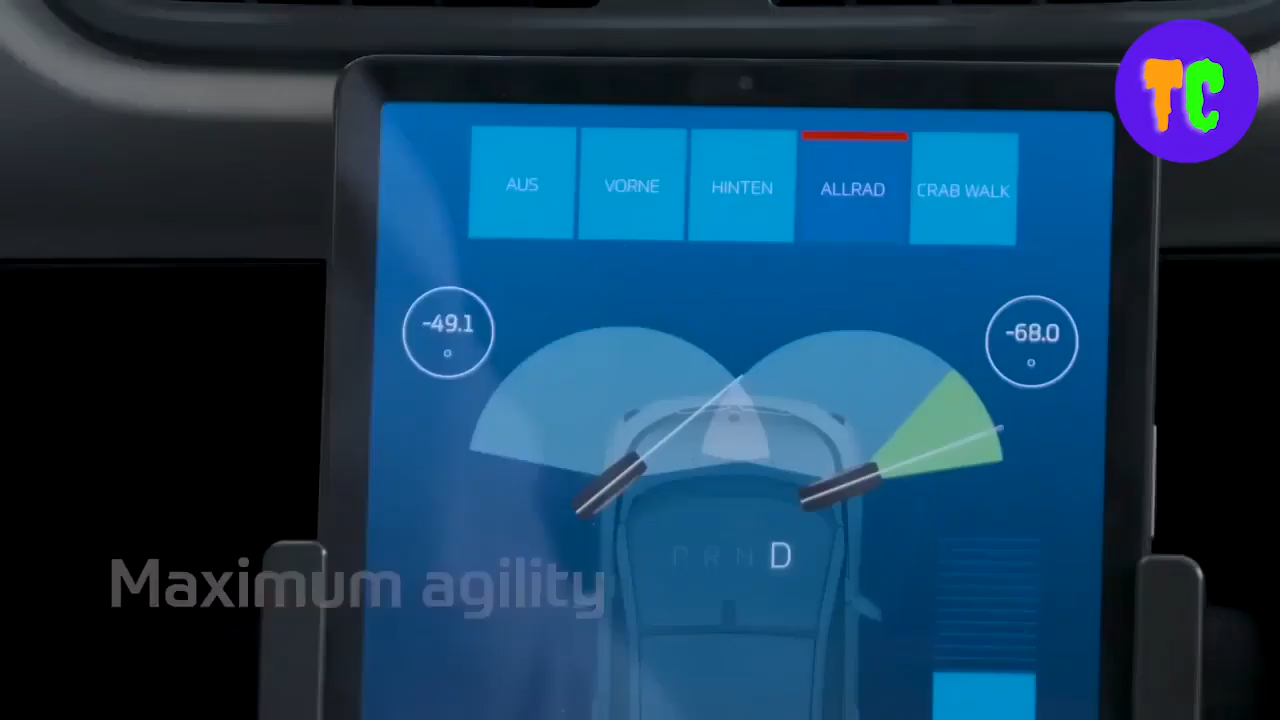 TC
AUS VORNE HINTEN ALLRAD CRAB WALK
-49.1 °
-68.0 °
P R N D
Maximum agility